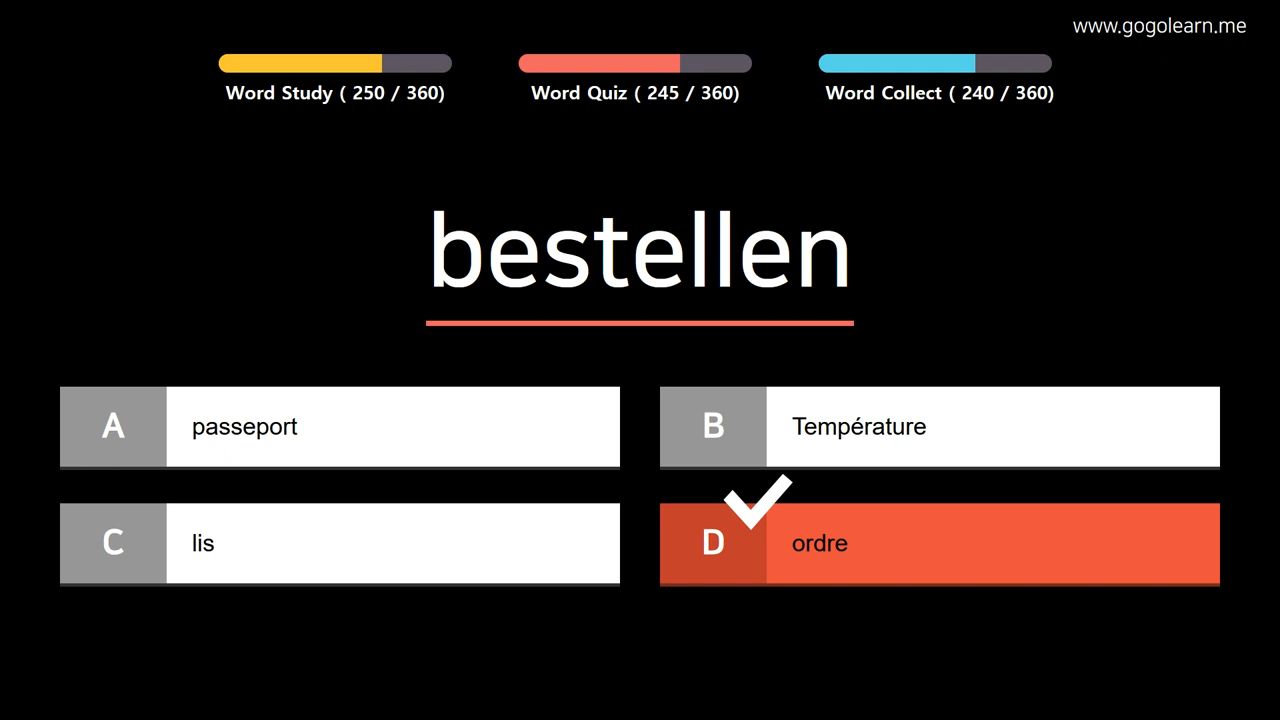 www.gogolearn.me
Word Study ( 250 / 360)
Word Quiz ( 245 / 360)
Word Collect ( 240 / 360)
bestellen
A passeport
B Température
C lis
D ordre